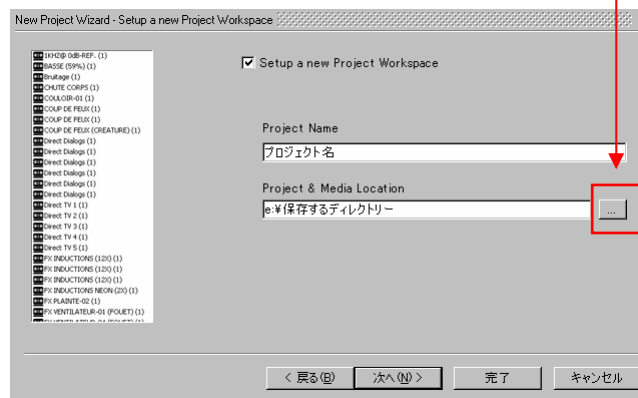 New Project Wizard - Setup a new Project Workspace
1KHZ@ 0dB-REF. (1)
BASSE (59%) (1)
Bruitage (1)
CHUTE CORPS (1)
COULOIR-01 (1)
COUP DE FEUX (1)
COUP DE FEUX (1)
COUP DE FEUX (CREATURE) (1)
Direct Dialogs (1)
Direct Dialogs (1)
Direct Dialogs (1)
Direct Dialogs (1)
Direct Dialogs (1)
Direct Dialogs (1)
Direct TV 1 (1)
Direct TV 2 (1)
Direct TV 3 (1)
Direct TV 4 (1)
Direct TV 5 (1)
FX INDUCTIONS (12X) (1)
FX INDUCTIONS (12X) (1)
FX INDUCTIONS (12X) (1)
FX INDUCTIONS NEON (2X) (1)
FX PLAINTE-02 (1)
FX VENTILATEUR-01 (FOUET) (1)
Setup a new Project Workspace
Project Name
プロジェクト名
Project & Media Location
e:¥保存するディレクトリー
...
< 戻る(B)
次へ(N) >
完了
キャンセル